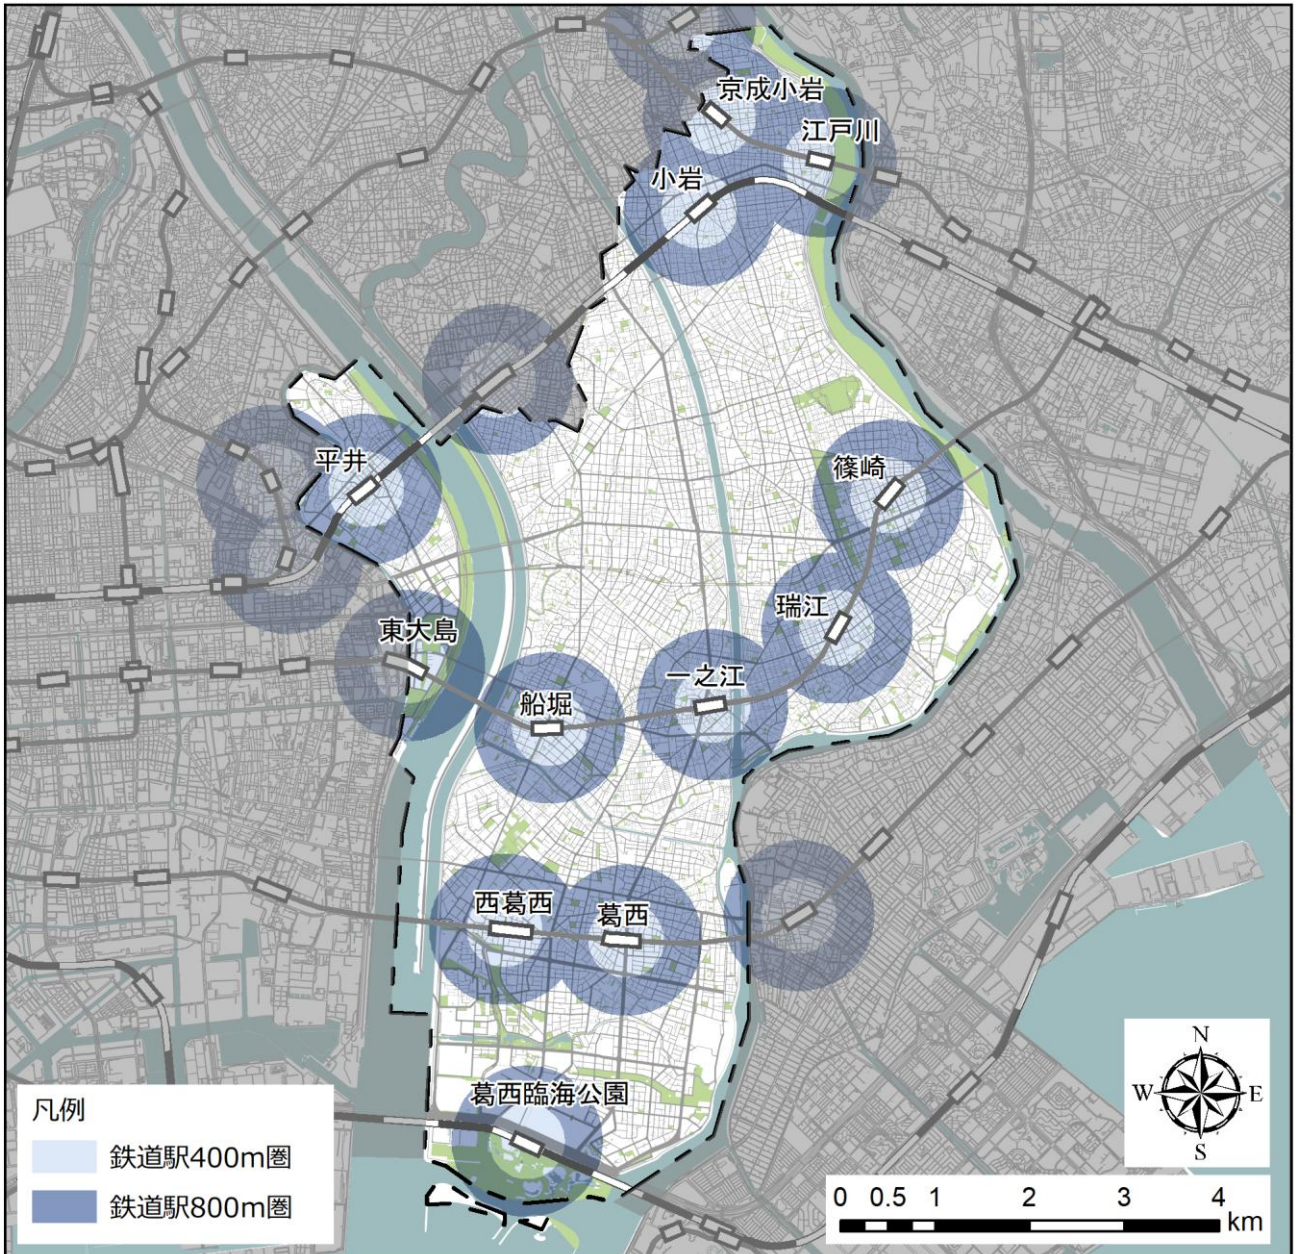 京成小岩
江戸川
小岩
平井
篠崎
瑞江
東大島
一之江
船堀
西葛西
葛西
葛西臨海公園
凡例
鉄道駅400m圏
鉄道駅800m圏
N
W E
S
0 0.5 1 2 3 4
km